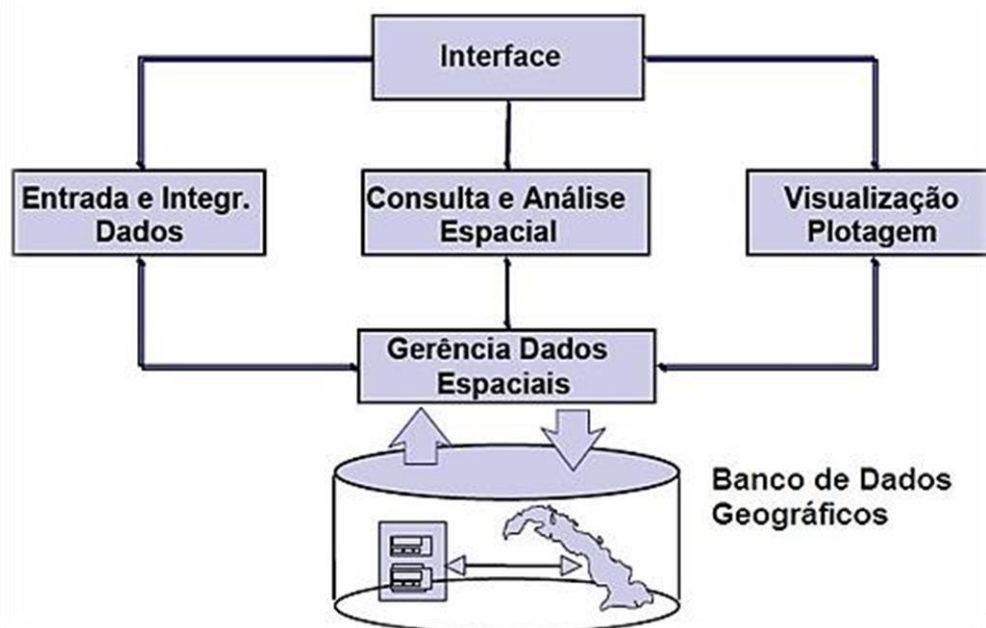 Interface
Entrada e Integr.
Dados
Consulta e Análise
Espacial
Visualização
Plotagem
Gerência Dados
Espaciais
Banco de Dados
Geográficos